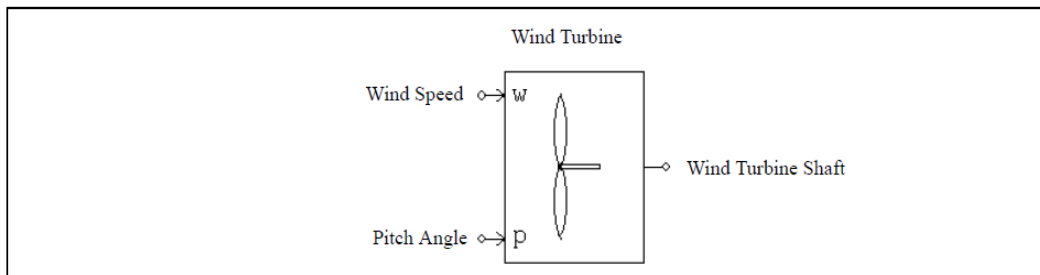 Wind Turbine
Wind Speed
w
Wind Turbine Shaft
Pitch Angle
p